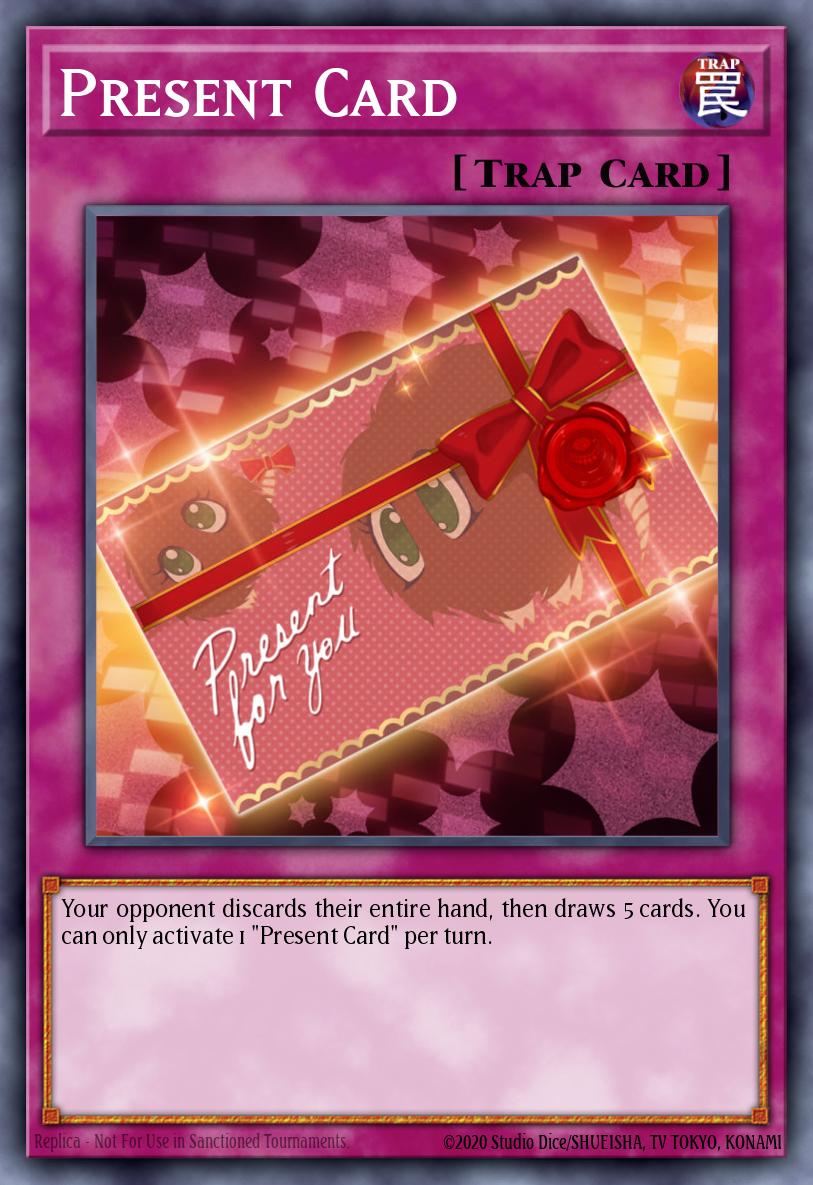 Present Card
TRAP
罠
[Trap Card]
Present
for you
Your opponent discards their entire hand, then draws 5 cards. You
can only activate 1 "Present Card" per turn.
Replica - Not For Use in Sanctioned Tournaments.
©2020 Studio Dice/SHUEISHA, TV TOKYO, KONAMI